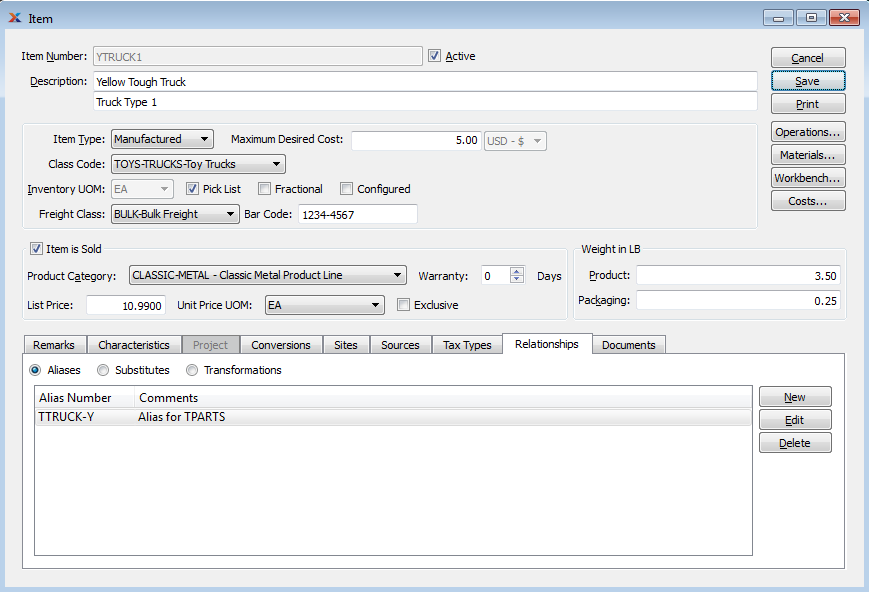 Item
Item Number: YTRUCK1 Active
Description: Yellow Tough Truck
Truck Type 1
Cancel
Save
Print
Operations...
Materials...
Workbench...
Costs...
Item Type: Manufactured Maximum Desired Cost: 5.00 USD - $
Class Code: TOYS-TRUCKS-Toy Trucks
Inventory UOM: EA Pick List Fractional Configured
Freight Class: BULK-Bulk Freight Bar Code: 1234-4567
Item is Sold
Product Category: CLASSIC-METAL - Classic Metal Product Line Warranty: 0 Days
List Price: 10.9900 Unit Price UOM: EA Exclusive
Weight in LB
Product: 3.50
Packaging: 0.25
Remarks Characteristics Project Conversions Sites Sources Tax Types Relationships Documents
Aliases Substitutes Transformations
Alias Number Comments
TTRUCK-Y Alias for TPARTS
New
Edit
Delete